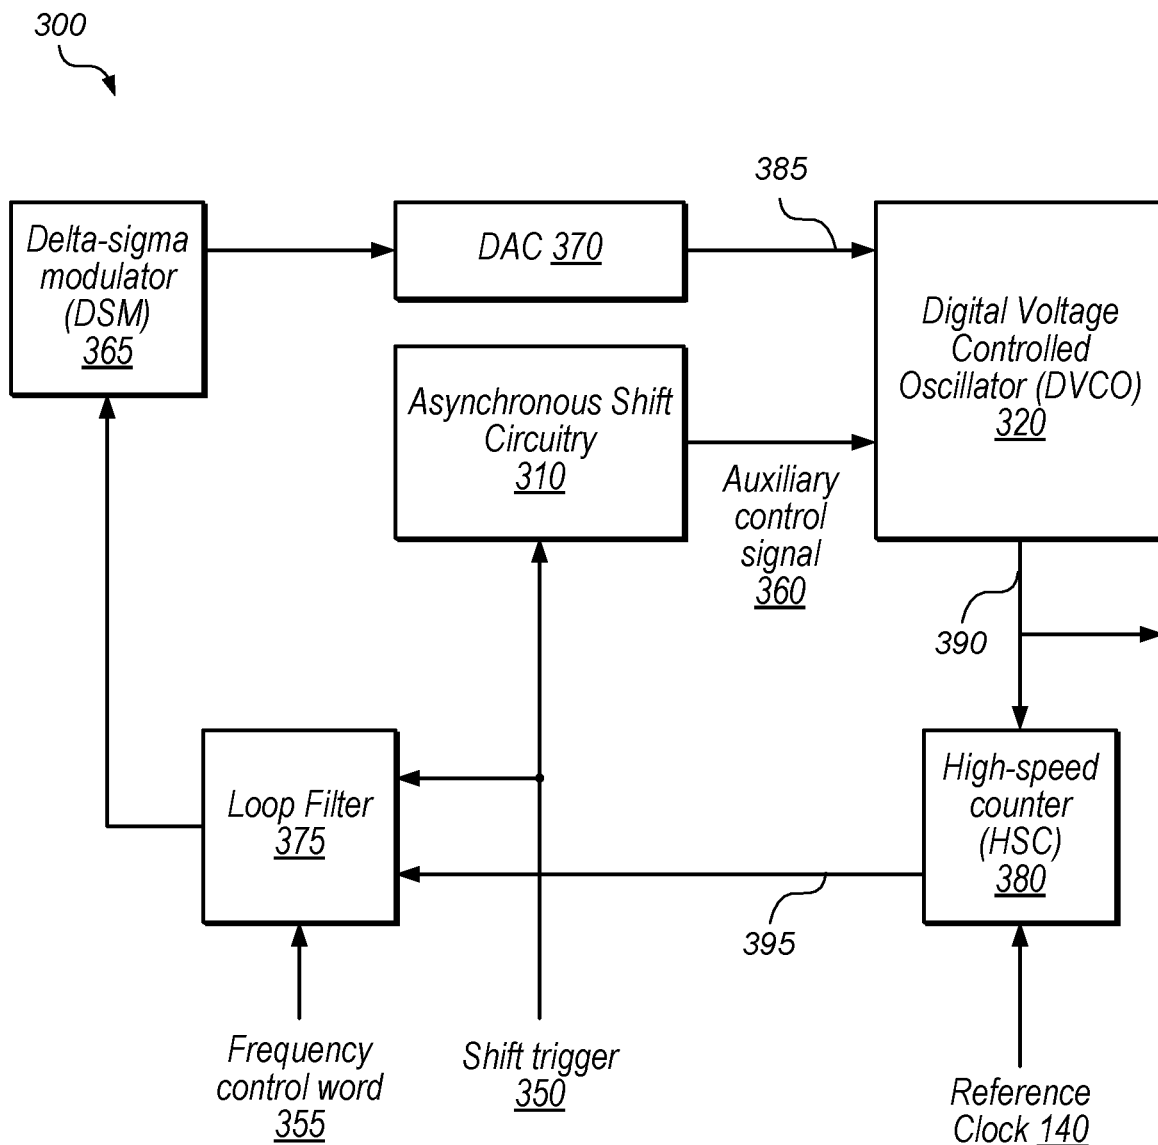 300
385
Delta-sigma
modulator
(DSM)
365
DAC 370
Digital Voltage
Controlled
Oscillator (DVCO)
320
Asynchronous Shift
Circuitry
310
Auxiliary
control
signal
360
390
Loop Filter
375
High-speed
counter
(HSC)
380
395
Frequency
control word
355
Shift trigger
350
Reference
Clock 140